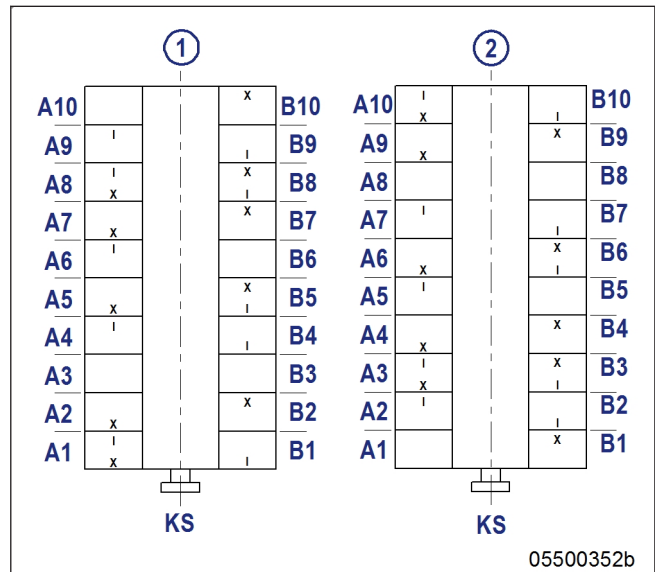 1
A10 X B10
A9 I I B9
A8 I X X I B8
A7 X X B7
A6 I B6
A5 X X I B5
A4 I I B4
A3 B3
A2 X X B2
A1 I X I B1
KS
2
A10 I X I B10
A9 X X B9
A8 B8
A7 I I B7
A6 X X I B6
A5 I B5
A4 X X B4
A3 I X X I B3
A2 I I B2
A1 X B1
KS
05500352b